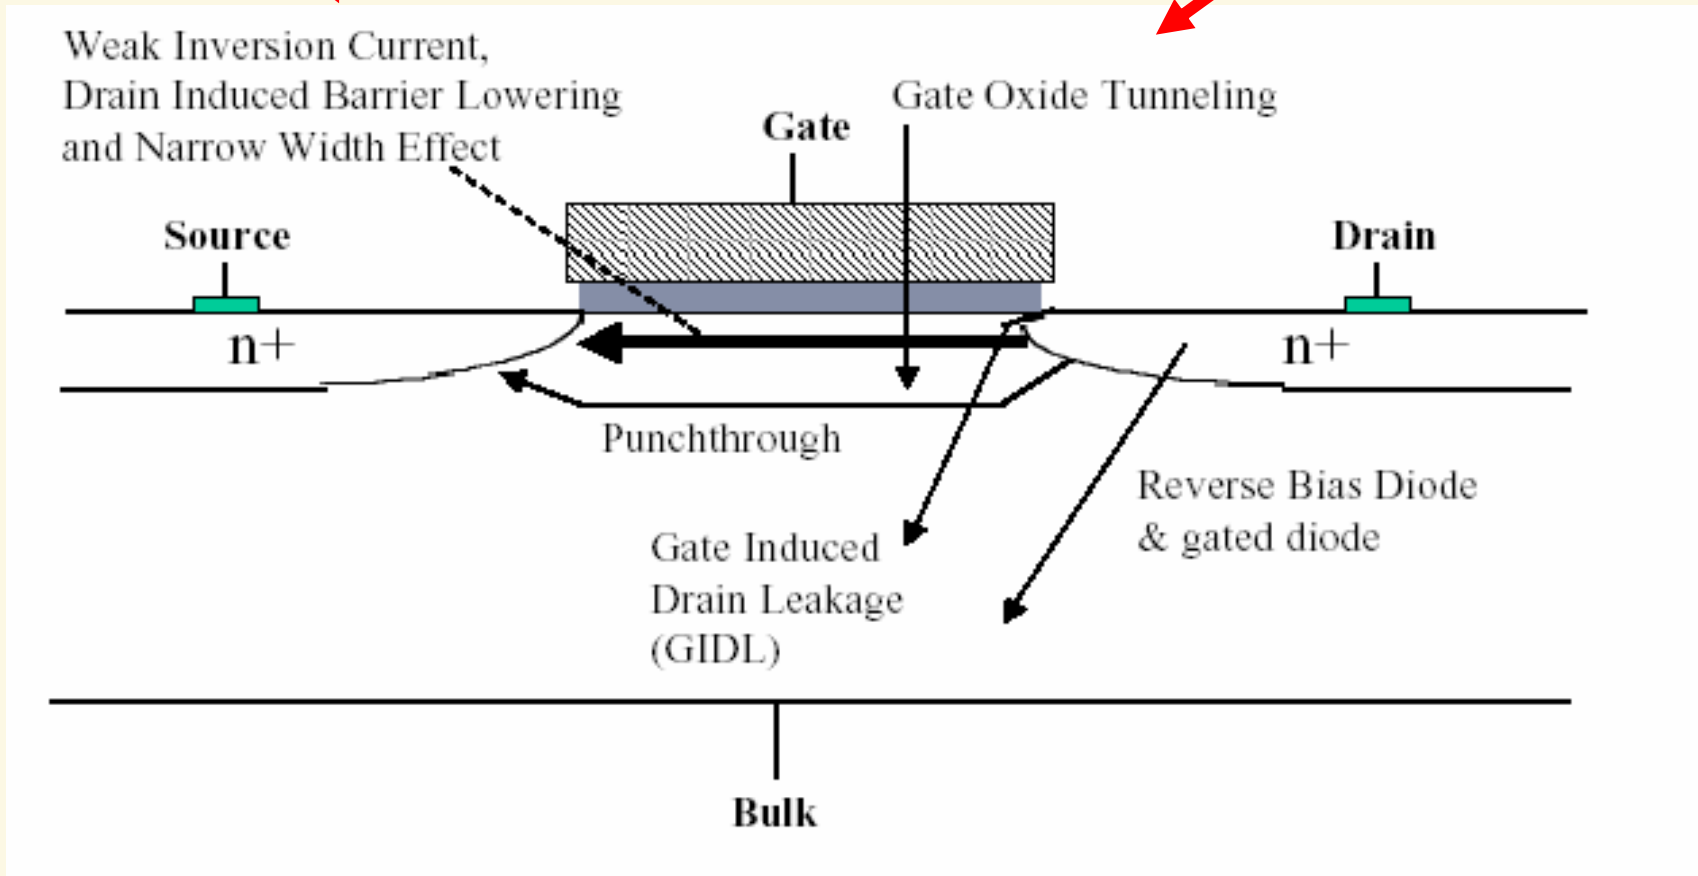 Weak Inversion Current,
Drain Induced Barrier Lowering
and Narrow Width Effect
Gate Oxide Tunneling
Gate
Source
Drain
n+
n+
Punchthrough
Reverse Bias Diode
& gated diode
Gate Induced
Drain Leakage
(GIDL)
Bulk